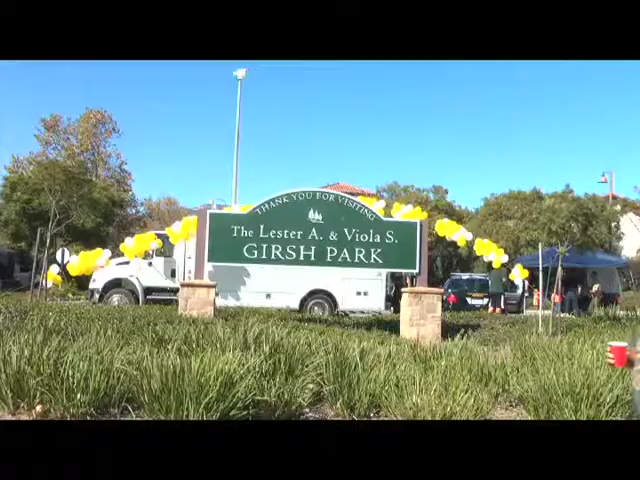 THANK YOU FOR VISITING
The Lester A. & Viola S.
GIRSH PARK